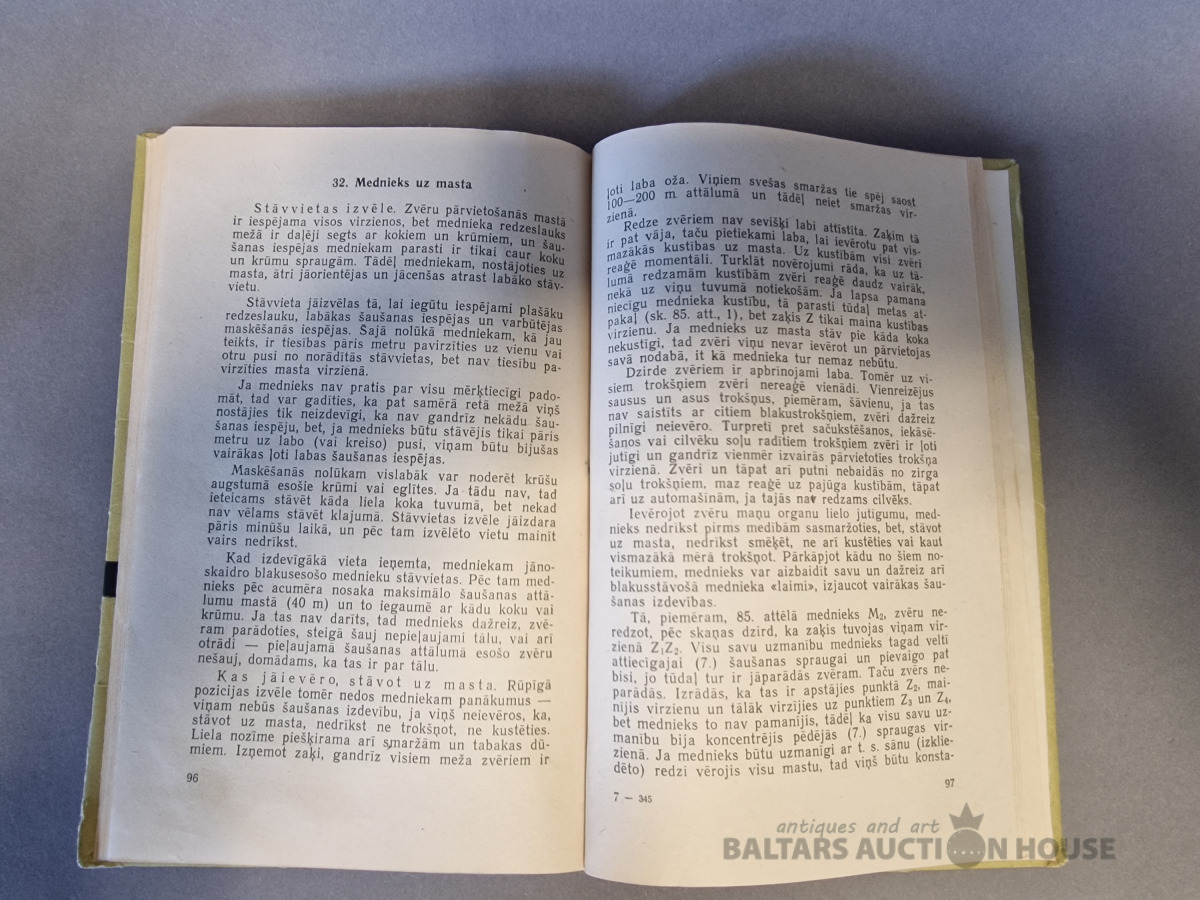 32. Mednieks uz masta
Stāvvietas izvēle. Zvēru pārvietošanās mastā
ir iespējama visos virzienos, bet mednieka redzeslauks
mežā ir daļēji segts ar kokiem un krūmiem, un šau-
šanas iespējas medniekam parasti ir tikai caur koku
un krūmu spraugām. Tādēļ medniekam, nostājoties uz
masta, ātri jāorientējas un jācenšas atrast labāko stāv-
vietu.
Stāvvieta jāizvēlas tā, lai iegūtu iespējami plašāku
redzeslauku, labākas šaušanas iespējas un varbūtējas
maskēšanās iespējas. Šajā nolūkā medniekam, kā jau
teikts, ir tiesības pāris metru pavirzīties uz vienu vai
otru pusi no norādītās stāvvietas, bet nav tiesību pa-
virzīties masta virzienā.
Ja mednieks nav pratis par visu mērķtiecīgi pado-
māt, tad var gadīties, ka pat samērā retā mežā viņš
nostājies tik neizdevīgi, ka nav gandrīz nekādu šau-
šanas iespēju, bet, ja mednieks būtu stāvējis tikai pāris
metru uz labo (vai kreiso) pusi, viņam būtu bijušas
vairākas ļoti labas šaušanas iespējas.
Maskēšanās nolūkam vislabāk var noderēt krūšu
augstumā esošie krūmi vai eglītes. Ja tādu nav, tad
ieteicams stāvēt kāda liela koka tuvumā, bet nekad
nav vēlams stāvēt klajumā. Stāvvietas izvēle jāizdara
pāris minūšu laikā, un pēc tam izvēlēto vietu mainīt
vairs nedrīkst.
Kad izdevīgākā vieta ieņemta, medniekam jāno-
skaidro blakusesošo mednieku stāvvietas. Pēc tam med-
nieks pēc acumēra nosaka maksimālo šaušanas attā-
lumu mastā (40 m) un to iegaumē ar kādu koku vai
krūmu. Ja tas nav darīts, tad mednieks dažreiz, zvē-
ram parādoties, steigā šauj nepieļaujami tālu, vai arī
otrādi — pieļaujamā šaušanas attālumā esošo zvēru
nešauj, domādams, ka tas ir par tālu.
Kas jāievēro, stāvot uz masta. Rūpīgā
pozicijas izvēle tomēr nedos medniekam panākumus —
viņam nebūs šaušanas izdevību, ja viņš neievēros, ka,
stāvot uz masta, nedrīkst ne trokšņot, ne kustēties.
Liela nozīme piešķirama arī smaržām un tabakas dū-
miem. Izņemot zaķi, gandrīz visiem meža zvēriem ir
96
ļoti laba oža. Viņiem svešas smaržas tie spēj saost
100—200 m attālumā un tādēļ neiet smaržas vir-
zienā.
Redze zvēriem nav sevišķi labi attīstīta. Zaķim tā
ir pat vāja, taču pietiekami laba, lai ievērotu pat vis-
mazākās kustības uz masta. Uz kustībām visi zvēri
reaģē momentāli. Turklāt novērojumi rāda, ka uz tā-
lumā redzamām kustībām zvēri reaģē daudz vairāk,
nekā uz viņu tuvumā notiekošām. Ja lapsa pamana
niecīgu mednieka kustību, tā parasti tūdaļ metas at-
pakaļ (sk. 85. att., 1), bet zaķis Z tikai maina kustības
virzienu. Ja mednieks uz masta stāv pie kāda koka
nekustīgi, tad zvēri viņu nevar ievērot un pārvietojas
savā nodabā, it kā mednieka tur nemaz nebūtu.
Dzirde zvēriem ir apbrīnojami laba. Tomēr uz vi-
siem trokšņiem zvēri nereaģē vienādi. Vienreizējus
sausus un asus trokšņus, piemēram, šāvienu, ja tas
nav saistīts ar citiem blakustrokšņiem, zvēri dažreiz
pilnīgi neievēro. Turpretī pret sačukstēšanos, iekāsē-
šanos vai cilvēku soļu radītiem trokšņiem zvēri ir ļoti
jutīgi un gandrīz vienmēr izvairās pārvietoties trokšņa
virzienā. Zvēri un tāpat arī putni nebaidās no zirga
soļu trokšņiem, maz reaģē uz pajūga kustībām, tāpat
arī uz automašīnām, ja tajās nav redzams cilvēks.
Ievērojot zvēru maņu organu lielo jutīgumu, med-
nieks nedrīkst pirms medībām sasmaržoties, bet, stāvot
uz masta, nedrīkst smēķēt, ne arī kustēties vai kaut
vismazākā mērā trokšņot. Pārkāpjot kādu no šiem no-
teikumiem, mednieks var aizbaidīt savu un dažreiz arī
blakusstāvošā mednieka «laimi», izjaucot vairākas šau-
šanas izdevības.
Tā, piemēram, 85. attēlā mednieks M₂, zvēru ne-
redzot, pēc skaņas dzird, ka zaķis tuvojas viņam vir-
zienā Z₁Z₂. Visu savu uzmanību mednieks tagad veltī
attiecīgajai (7.) šaušanas spraugai un pievaigo pat
bisi, jo tūdaļ tur ir jāparādās zvēram. Taču zvērs ne-
parādās. Izrādās, ka tas ir apstājies punktā Z₂, mai-
nījis virzienu un tālāk virzījies uz punktiem Z₃ un Z₄,
bet mednieks to nav pamanījis, tādēļ ka visu savu uz-
manību bija koncentrējis pēdējās (7.) spraugas vir-
zienā. Ja mednieks būtu uzmanīgi ar t. s. sānu (izklie-
dēto) redzi vērojis visu mastu, tad viņš būtu konsta-
97
7 — 345
antiques and art
BALTARS AUCTION HOUSE